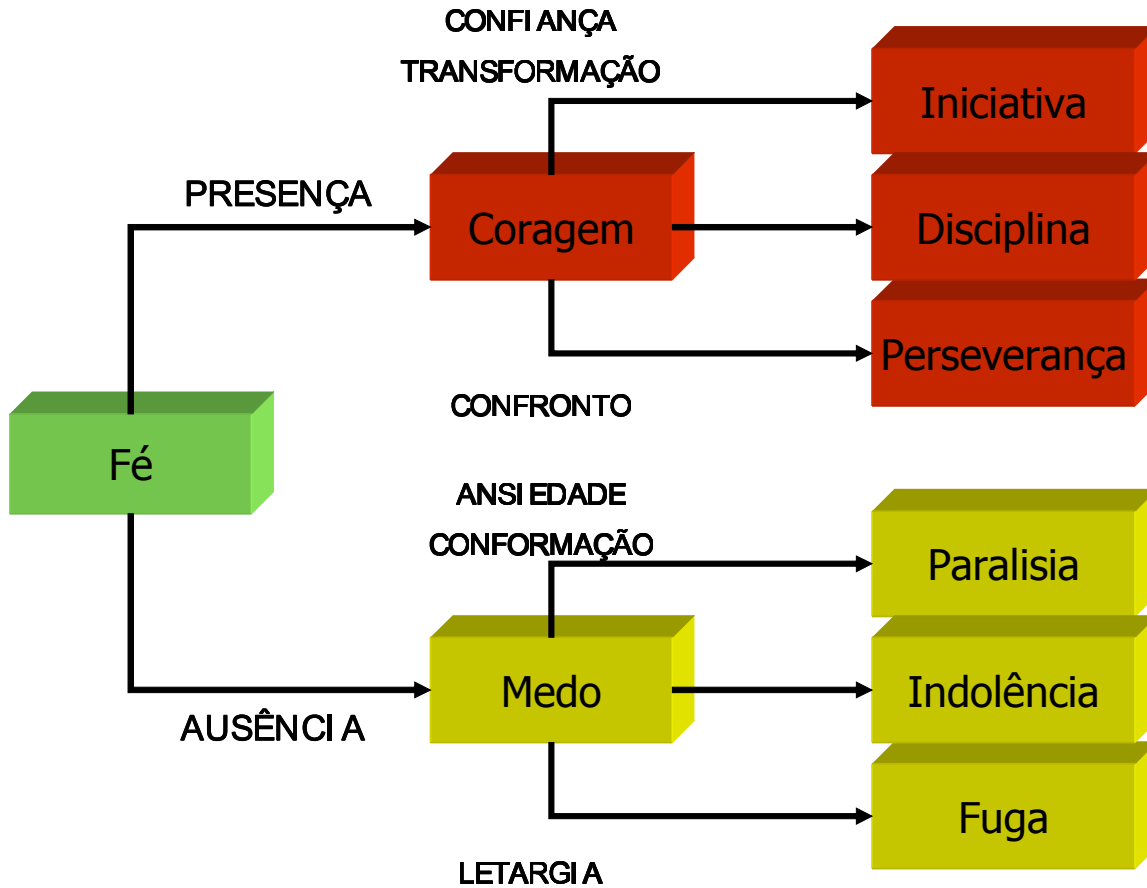 CONFIANÇA
TRANSFORMAÇÃO
Iniciativa
PRESENÇA
Coragem
Disciplina
Perseverança
CONFRONTO
Fé
ANSIEDADE
CONFORMAÇÃO
Paralisia
Medo
Indolência
AUSÊNCIA
Fuga
LETARGIA